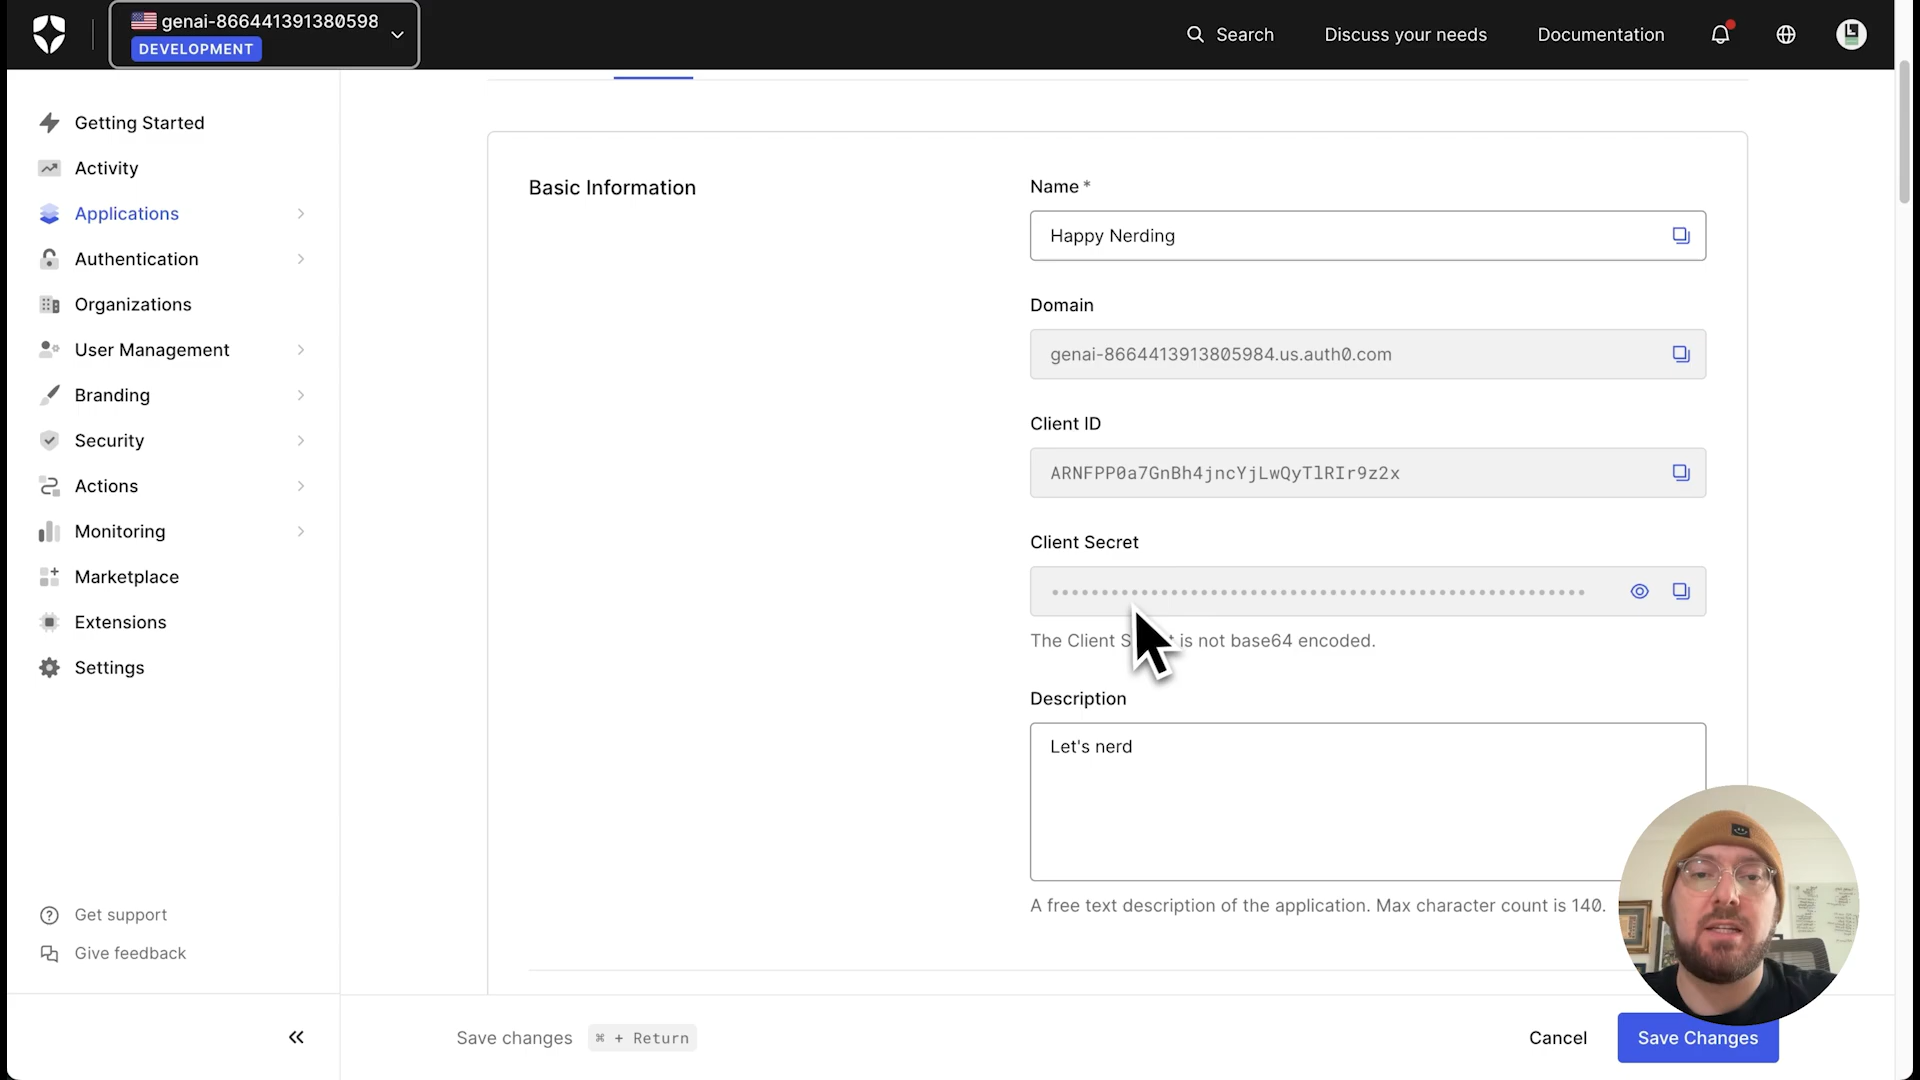 genai-866441391380598
DEVELOPMENT
Search
Discuss your needs
Documentation
Getting Started
Activity
Applications
Authentication
Organizations
User Management
Branding
Security
Actions
Monitoring
Marketplace
Extensions
Settings
Get support
Give feedback
Basic Information
Name *
Happy Nerding
Domain
genai-8664413913805984.us.auth0.com
Client ID
ARNFPP0a7GnBh4jncYjLwQyTlRIr9z2x
Client Secret
The Client is not base64 encoded.
Description
Let's nerd
A free text description of the application. Max character count is 140.
Save changes ⌘ + Return
Cancel
Save Changes